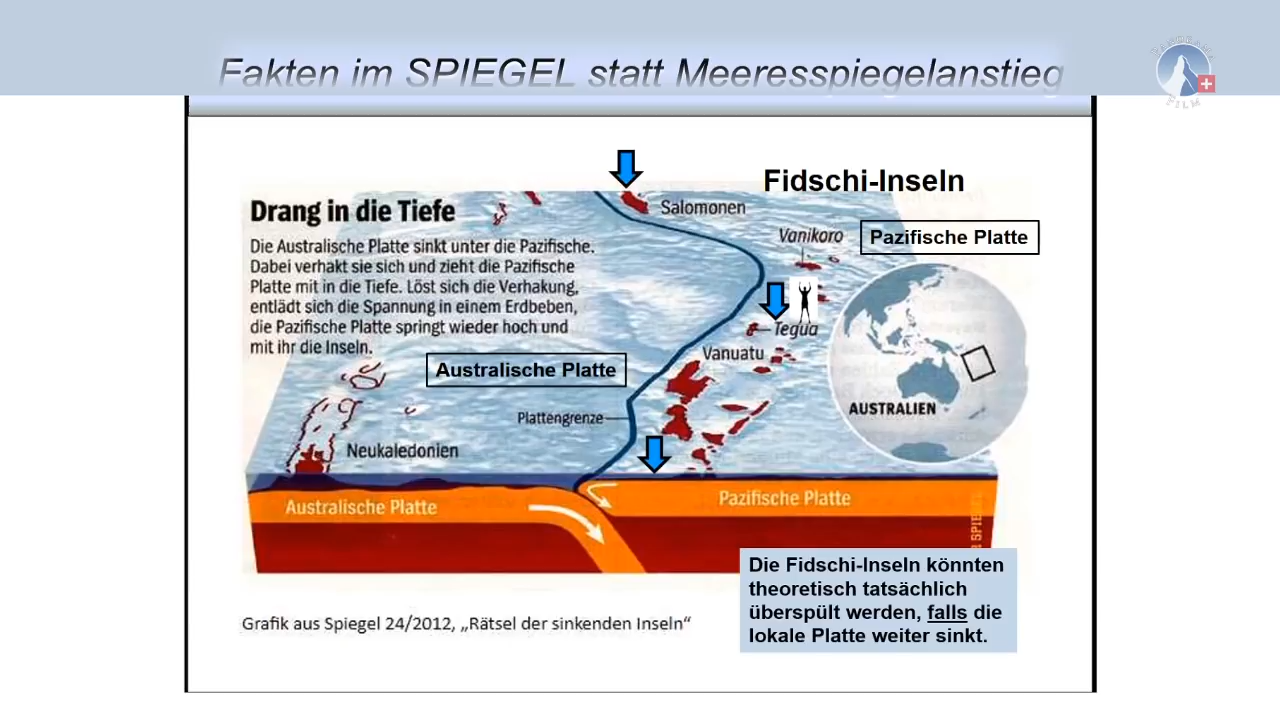 Fakten im SPIEGEL statt Meeresspiegelanstieg
PANORAMA
FILM
Fidschi-Inseln
Drang in die Tiefe
Die Australische Platte sinkt unter die Pazifische.
Dabei verhakt sie sich und zieht die Pazifische
Platte mit in die Tiefe. Löst sich die Verhakung,
entlädt sich die Spannung in einem Erdbeben,
die Pazifische Platte springt wieder hoch und
mit ihr die Inseln.
Salomonen
Vanikoro
Pazifische Platte
Tegua
Vanuatu
Australische Platte
AUSTRALIEN
Plattengrenze
Neukaledonien
Australische Platte
Pazifische Platte
Die Fidschi-Inseln könnten
theoretisch tatsächlich
überspült werden, falls die
lokale Platte weiter sinkt.
Grafik aus Spiegel 24/2012, „Rätsel der sinkenden Inseln“